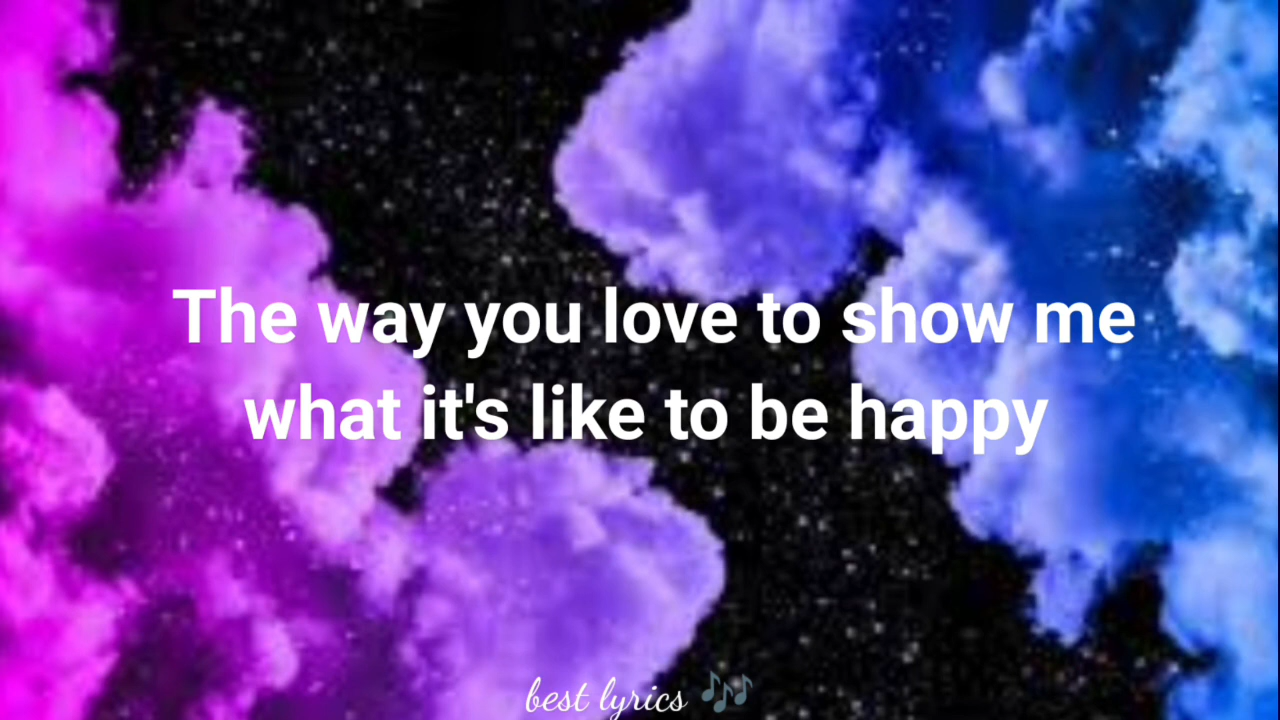 The way you love to show me
what it's like to be happy
best lyrics 🎶